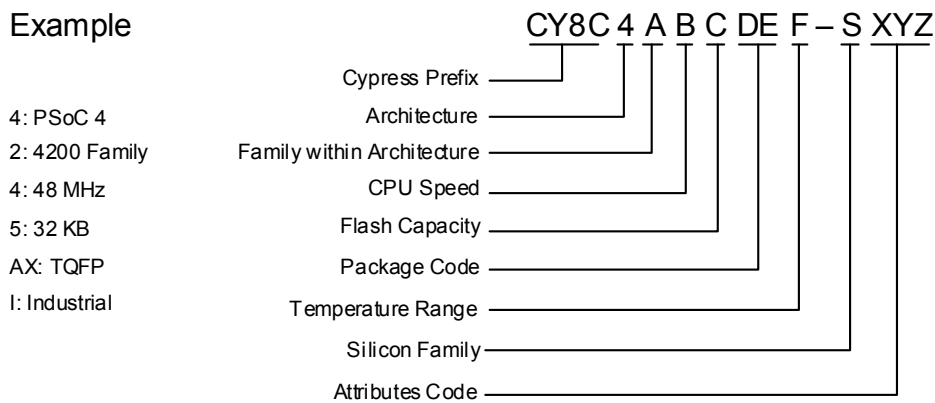 Example CY8C 4 A B C DE F – S XYZ
Cypress Prefix
4: PSoC 4 Architecture
2: 4200 Family Family within Architecture
4: 48 MHz CPU Speed
5: 32 KB Flash Capacity
AX: TQFP Package Code
I: Industrial Temperature Range
Silicon Family
Attributes Code